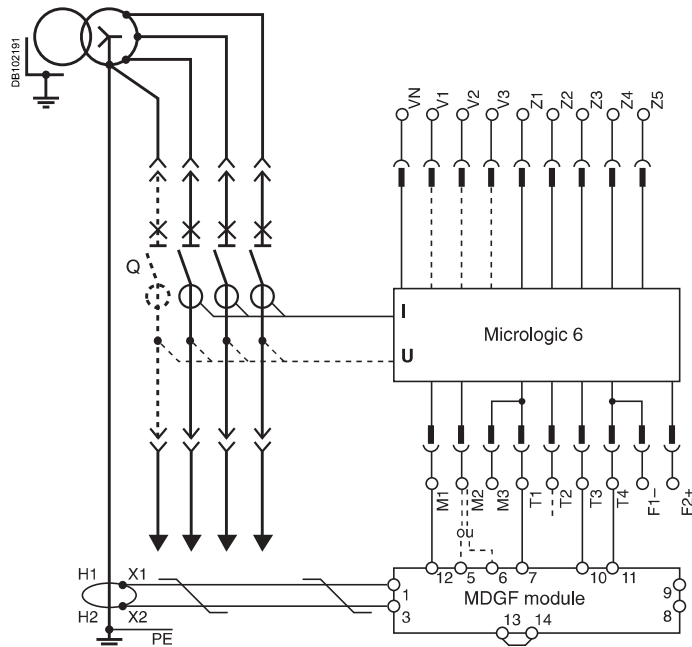 DB102191
VN
V1
V2
V3
Z1
Z2
Z3
Z4
Z5
Q
I
U
Micrologic 6
M1
M2
M3
T1
T2
T3
T4
F1–
F2+
ou
12
5
6
7
10
11
MDGF module
1
3
9
8
13
14
H1
X1
H2
X2
PE